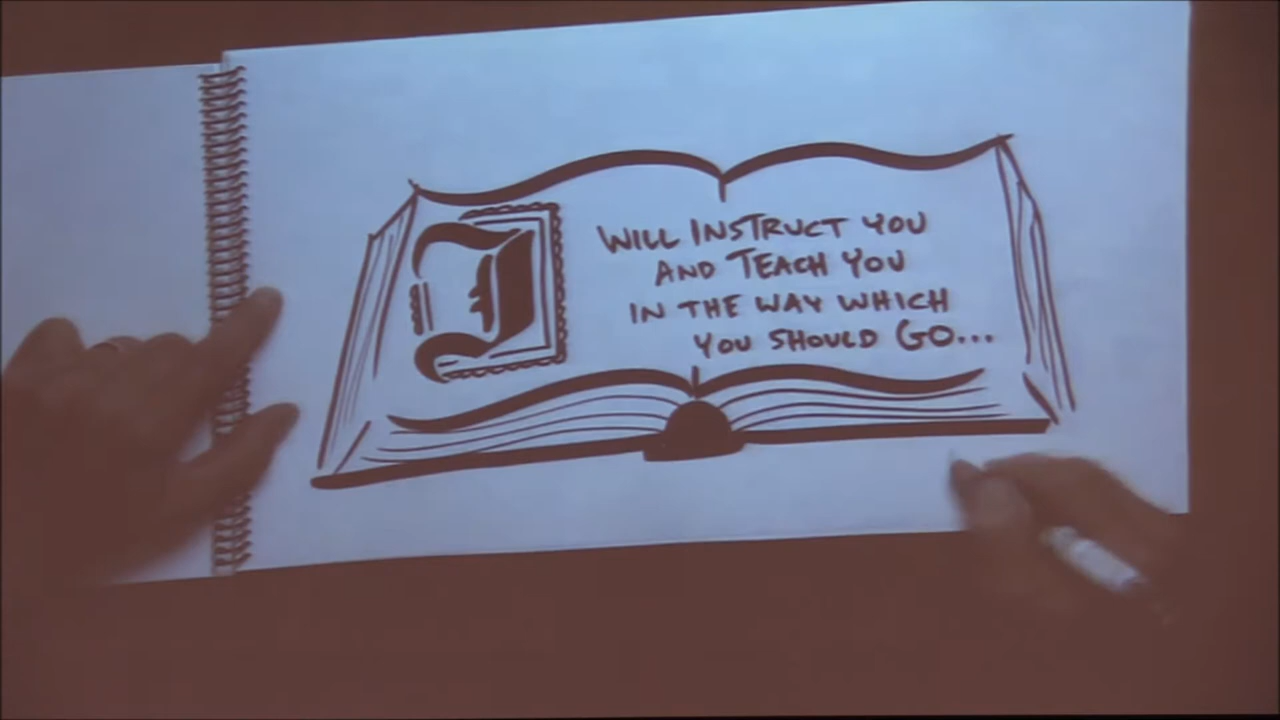 I
WILL INSTRUCT YOU
AND TEACH YOU
IN THE WAY WHICH
YOU SHOULD GO...